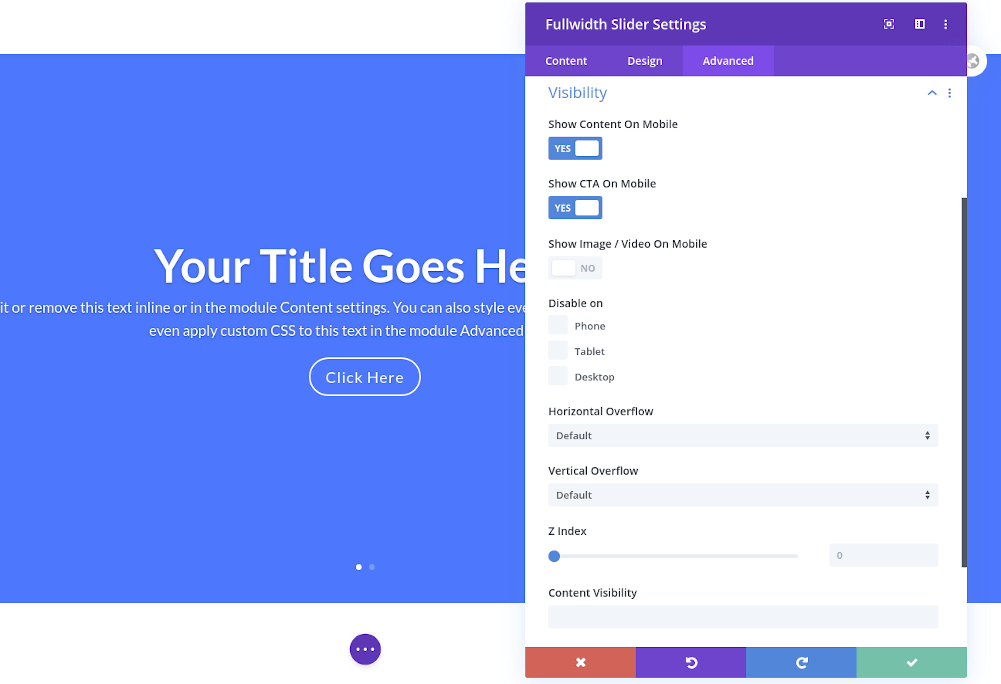 Fullwidth Slider Settings
Content
Design
Advanced
Visibility
Show Content On Mobile
YES
Show CTA On Mobile
YES
Show Image / Video On Mobile
NO
Disable on
Phone
Tablet
Desktop
Horizontal Overflow
Default
Vertical Overflow
Default
Z Index
0
Content Visibility
Your Title Goes He
it or remove this text inline or in the module Content settings. You can also style eve
even apply custom CSS to this text in the module Advanced
Click Here